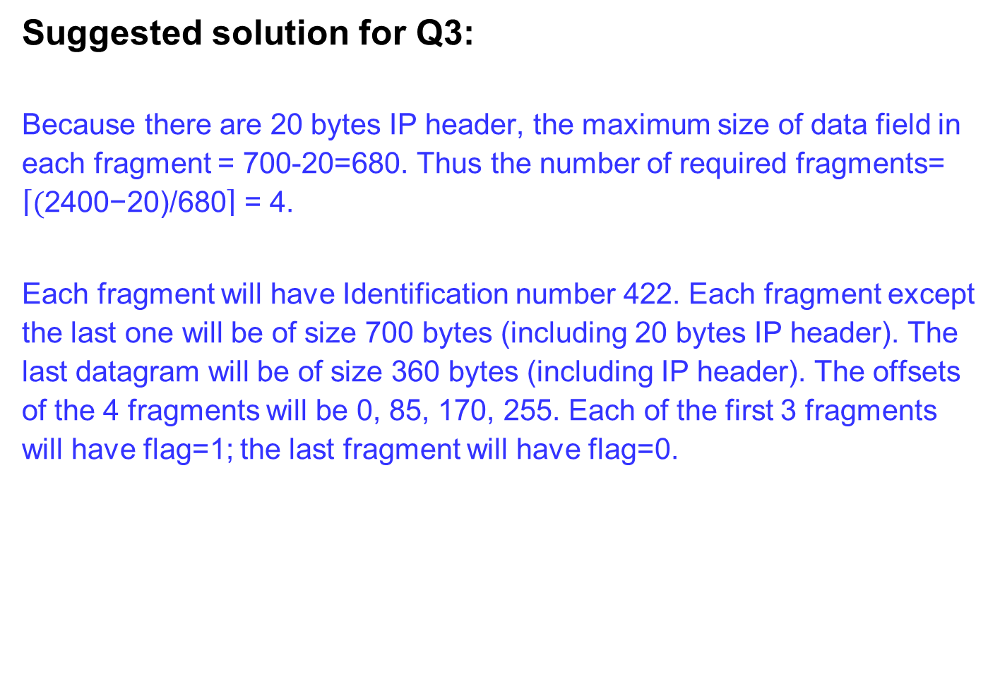 Suggested solution for Q3:
Because there are 20 bytes IP header, the maximum size of data field in
each fragment = 700-20=680. Thus the number of required fragments=
⌈(2400−20)/680⌉ = 4.
Each fragment will have Identification number 422. Each fragment except
the last one will be of size 700 bytes (including 20 bytes IP header). The
last datagram will be of size 360 bytes (including IP header). The offsets
of the 4 fragments will be 0, 85, 170, 255. Each of the first 3 fragments
will have flag=1; the last fragment will have flag=0.